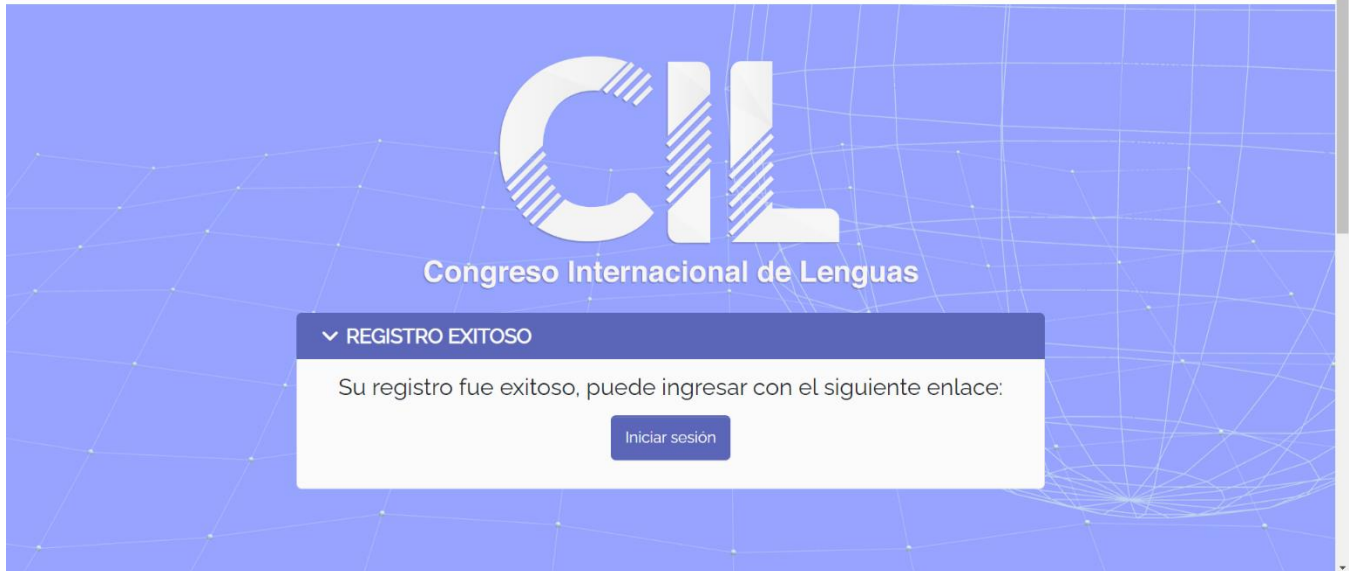 CIL
Congreso Internacional de Lenguas
REGISTRO EXITOSO
Su registro fue exitoso, puede ingresar con el siguiente enlace:
Iniciar sesión